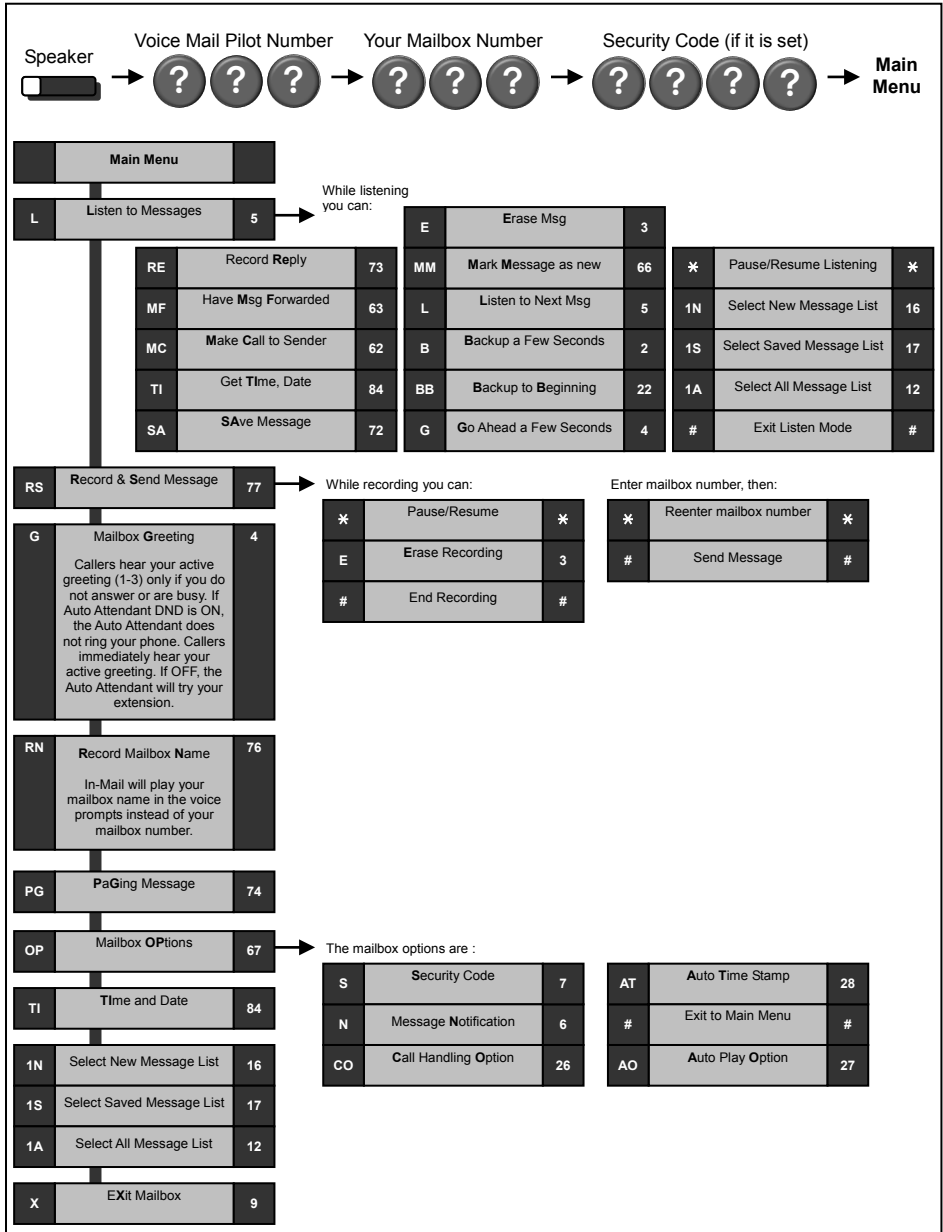 Speaker
Voice Mail Pilot Number
Your Mailbox Number
Security Code (if it is set)
? ? ?
? ? ?
? ? ? ?
Main
Menu
Main Menu
L Listen to Messages 5
While listening
you can:
RE Record Reply 73
MF Have Msg Forwarded 63
MC Make Call to Sender 62
TI Get TIme, Date 84
SA SAve Message 72
E Erase Msg 3
MM Mark Message as new 66
L Listen to Next Msg 5
B Backup a Few Seconds 2
BB Backup to Beginning 22
G Go Ahead a Few Seconds 4
* Pause/Resume Listening *
1N Select New Message List 16
1S Select Saved Message List 17
1A Select All Message List 12
# Exit Listen Mode #
RS Record & Send Message 77
While recording you can:
* Pause/Resume *
E Erase Recording 3
# End Recording #
Enter mailbox number, then:
* Reenter mailbox number *
# Send Message #
G Mailbox Greeting 4
Callers hear your active
greeting (1-3) only if you do
not answer or are busy. If
Auto Attendant DND is ON,
the Auto Attendant does
not ring your phone. Callers
immediately hear your
active greeting. If OFF, the
Auto Attendant will try your
extension.
RN Record Mailbox Name 76
In-Mail will play your
mailbox name in the voice
prompts instead of your
mailbox number.
PG PaGing Message 74
OP Mailbox OPtions 67
The mailbox options are :
S Security Code 7
N Message Notification 6
CO Call Handling Option 26
AT Auto Time Stamp 28
# Exit to Main Menu #
AO Auto Play Option 27
TI TIme and Date 84
1N Select New Message List 16
1S Select Saved Message List 17
1A Select All Message List 12
X EXit Mailbox 9